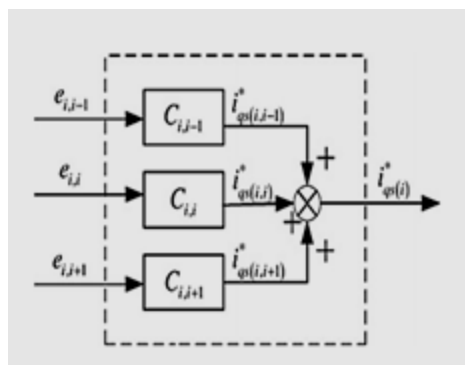 e_{i,i-1} C_{i,i-1} i^*_{qs(i,i-1)}
+
e_{i,i} C_{i,i} i^*_{qs(i,i)} + i^*_{qs(i)}
+
e_{i,i+1} C_{i,i+1} i^*_{qs(i,i+1)}